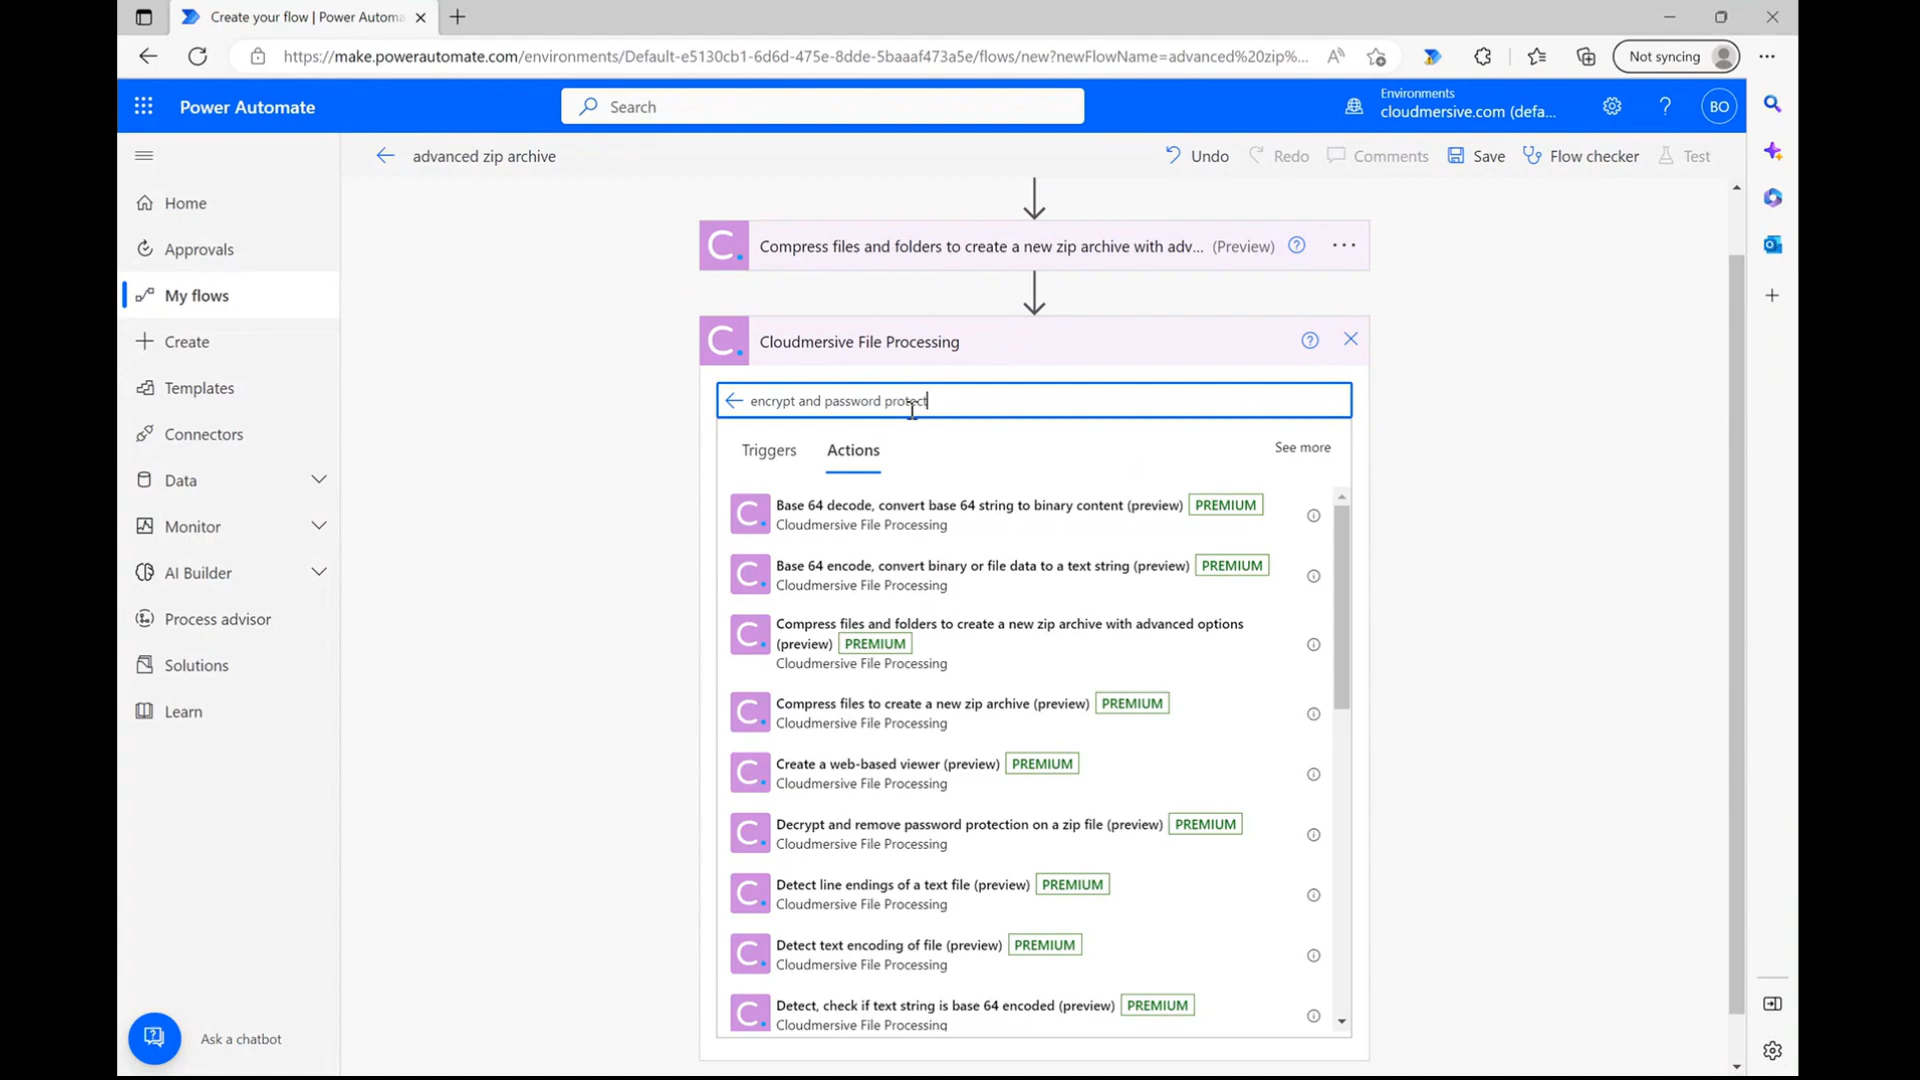 Create your flow | Power Automa
https://make.powerautomate.com/environments/Default-e5130cb1-6d6d-475e-8dde-5baaaf473a5e/flows/new?newFlowName=advanced%20zip%...
Not syncing
Power Automate
Search
Environments
cloudmersive.com (defa...
BO
advanced zip archive
Undo
Redo
Comments
Save
Flow checker
Test
Home
Approvals
My flows
Create
Templates
Connectors
Data
Monitor
AI Builder
Process advisor
Solutions
Learn
Ask a chatbot
Compress files and folders to create a new zip archive with adv... (Preview)
Cloudmersive File Processing
encrypt and password protect
Triggers
Actions
See more
Base 64 decode, convert base 64 string to binary content (preview) PREMIUM
Cloudmersive File Processing
Base 64 encode, convert binary or file data to a text string (preview) PREMIUM
Cloudmersive File Processing
Compress files and folders to create a new zip archive with advanced options
(preview) PREMIUM
Cloudmersive File Processing
Compress files to create a new zip archive (preview) PREMIUM
Cloudmersive File Processing
Create a web-based viewer (preview) PREMIUM
Cloudmersive File Processing
Decrypt and remove password protection on a zip file (preview) PREMIUM
Cloudmersive File Processing
Detect line endings of a text file (preview) PREMIUM
Cloudmersive File Processing
Detect text encoding of file (preview) PREMIUM
Cloudmersive File Processing
Detect, check if text string is base 64 encoded (preview) PREMIUM
Cloudmersive File Processing